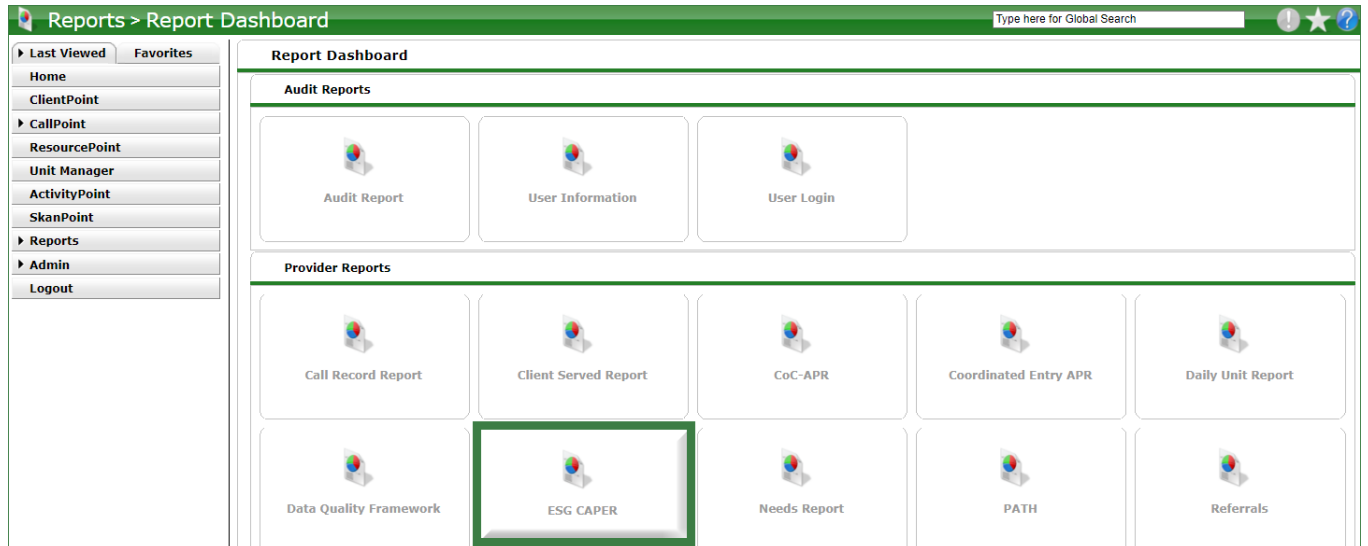 Reports > Report Dashboard
Type here for Global Search
Last Viewed Favorites
Home
ClientPoint
CallPoint
ResourcePoint
Unit Manager
ActivityPoint
SkanPoint
Reports
Admin
Logout
Report Dashboard
Audit Reports
Audit Report User Information User Login
Provider Reports
Call Record Report Client Served Report CoC-APR Coordinated Entry APR Daily Unit Report
Data Quality Framework ESG CAPER Needs Report PATH Referrals